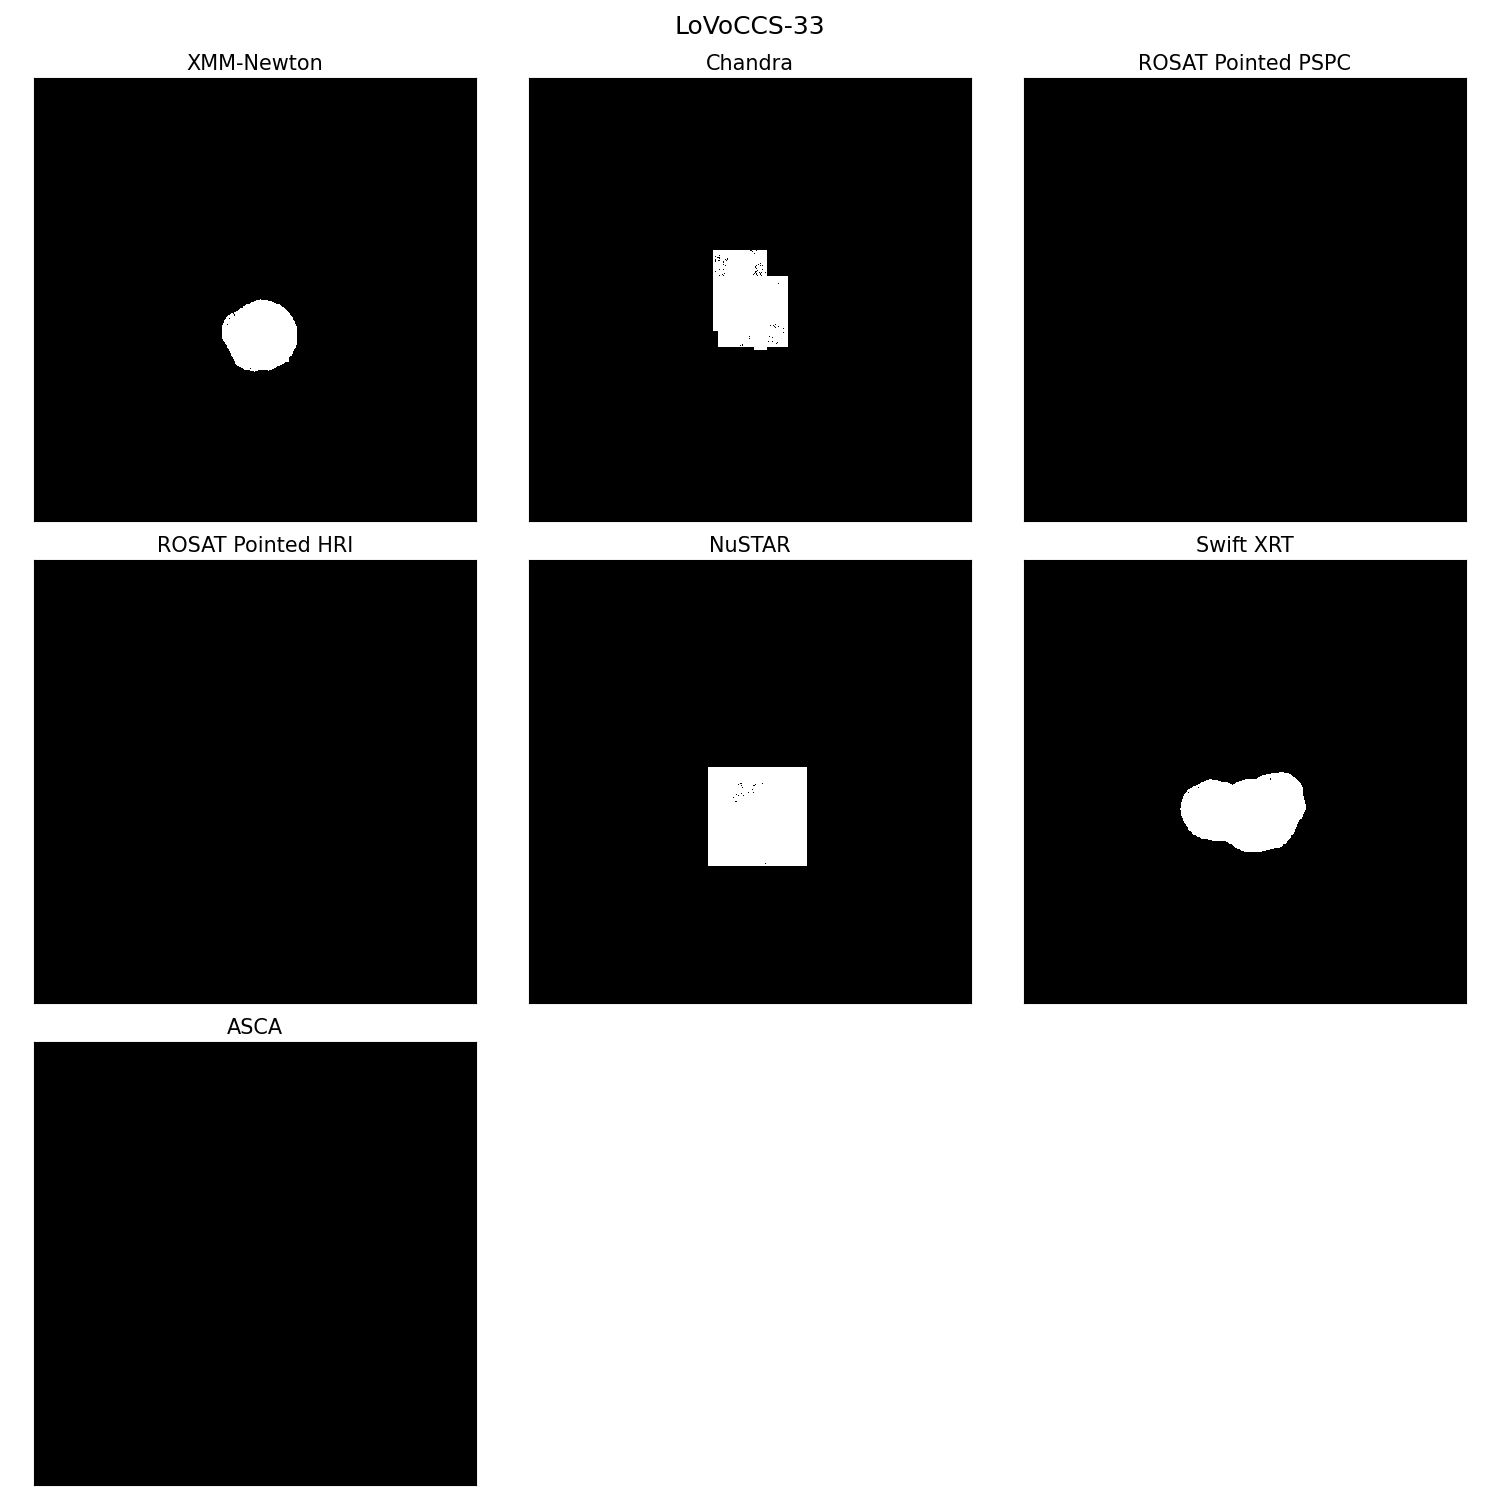 LoVoCCS-33
XMM-Newton
Chandra
ROSAT Pointed PSPC
ROSAT Pointed HRI
NuSTAR
Swift XRT
ASCA